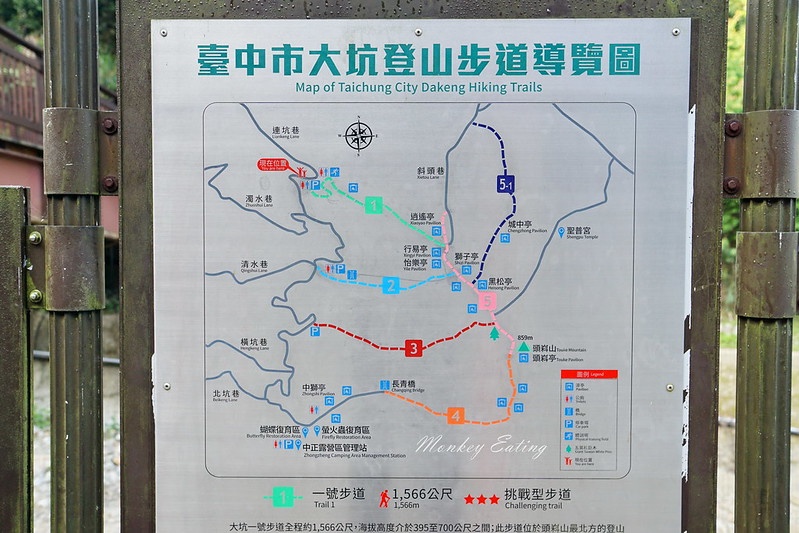 臺中市大坑登山步道導覽圖
Map of Taichung City Dakeng Hiking Trails
連坑巷
Liankeng Lane
現在位置
You are Here
濁水巷
Zhuoshui Lane
清水巷
Qingshui Lane
橫坑巷
Hengkeng Lane
北坑巷
Beikeng Lane
斜頭巷
Xietou Lane
1
5-1
逍遙亭
Xiaoyao Pavilion
城中亭
Chengzhong Pavilion
聖普宮
Shengpu Temple
行易亭
Xingyi Pavilion
怡樂亭
Yile Pavilion
獅子亭
Shizi Pavilion
黑松亭
Heisong Pavilion
2
5
3
859m
頭嵙山
Touke Mountain
頭嵙亭
Touke Pavilion
中獅亭
Zhongshi Pavilion
長青橋
Changqing Bridge
4
蝴蝶復育區
Butterfly Restoration Area
螢火蟲復育區
Firefly Restoration Area
中正露營區管理站
Zhongzheng Camping Area Management Station
圖例 Legend
涼亭
Pavilion
公廁
Toilets
橋
Bridge
停車場
Car park
體訓場
五葉松巨木
現在位置
You are Here
Monkey Eating
1 一號步道 1,566公尺 ★★★ 挑戰型步道
Trail 1 1,566m Challenging trail
大坑一號步道全程約1,566公尺，海拔高度介於395至700公尺之間；此步道位於頭嵙山最北方的登山